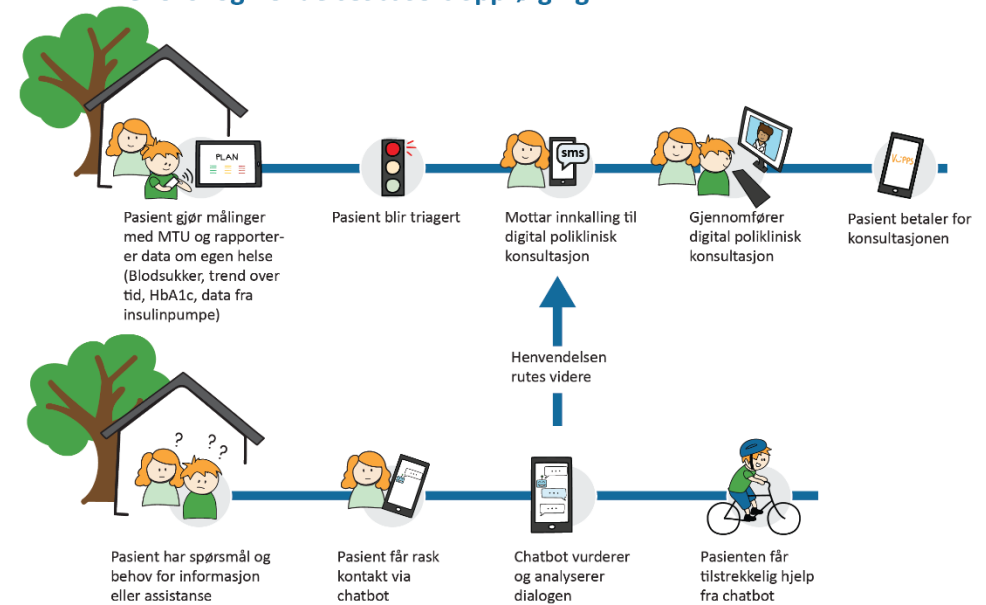 PLAN
sms
V:PPS
Pasient gjør målinger
med MTU og rapporter-
er data om egen helse
(Blodsukker, trend over
tid, HbA1c, data fra
insulinpumpe)
Pasient blir triagert
Mottar innkalling til
digital poliklinisk
konsultasjon
Gjennomfører
digital poliklinisk
konsultasjon
Pasient betaler for
konsultasjonen
Henvendelsen
rutes videre
? ? ?
Pasient har spørsmål og
behov for informasjon
eller assistanse
Pasient får rask
kontakt via
chatbot
Chatbot vurderer
og analyserer
dialogen
Pasienten får
tilstrekkelig hjelp
fra chatbot